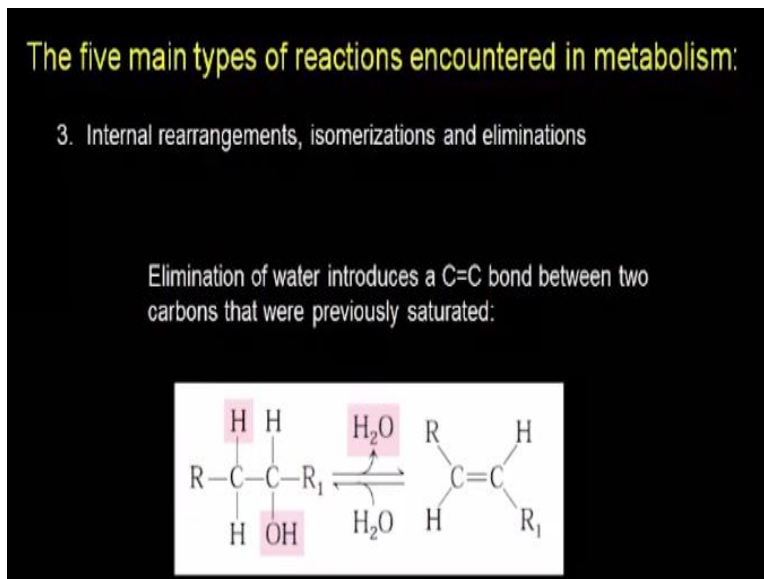 The five main types of reactions encountered in metabolism:
3. Internal rearrangements, isomerizations and eliminations
Elimination of water introduces a C=C bond between two
carbons that were previously saturated:
H H H₂O R H
R–C–C–R₁ C=C
H OH H₂O H R₁